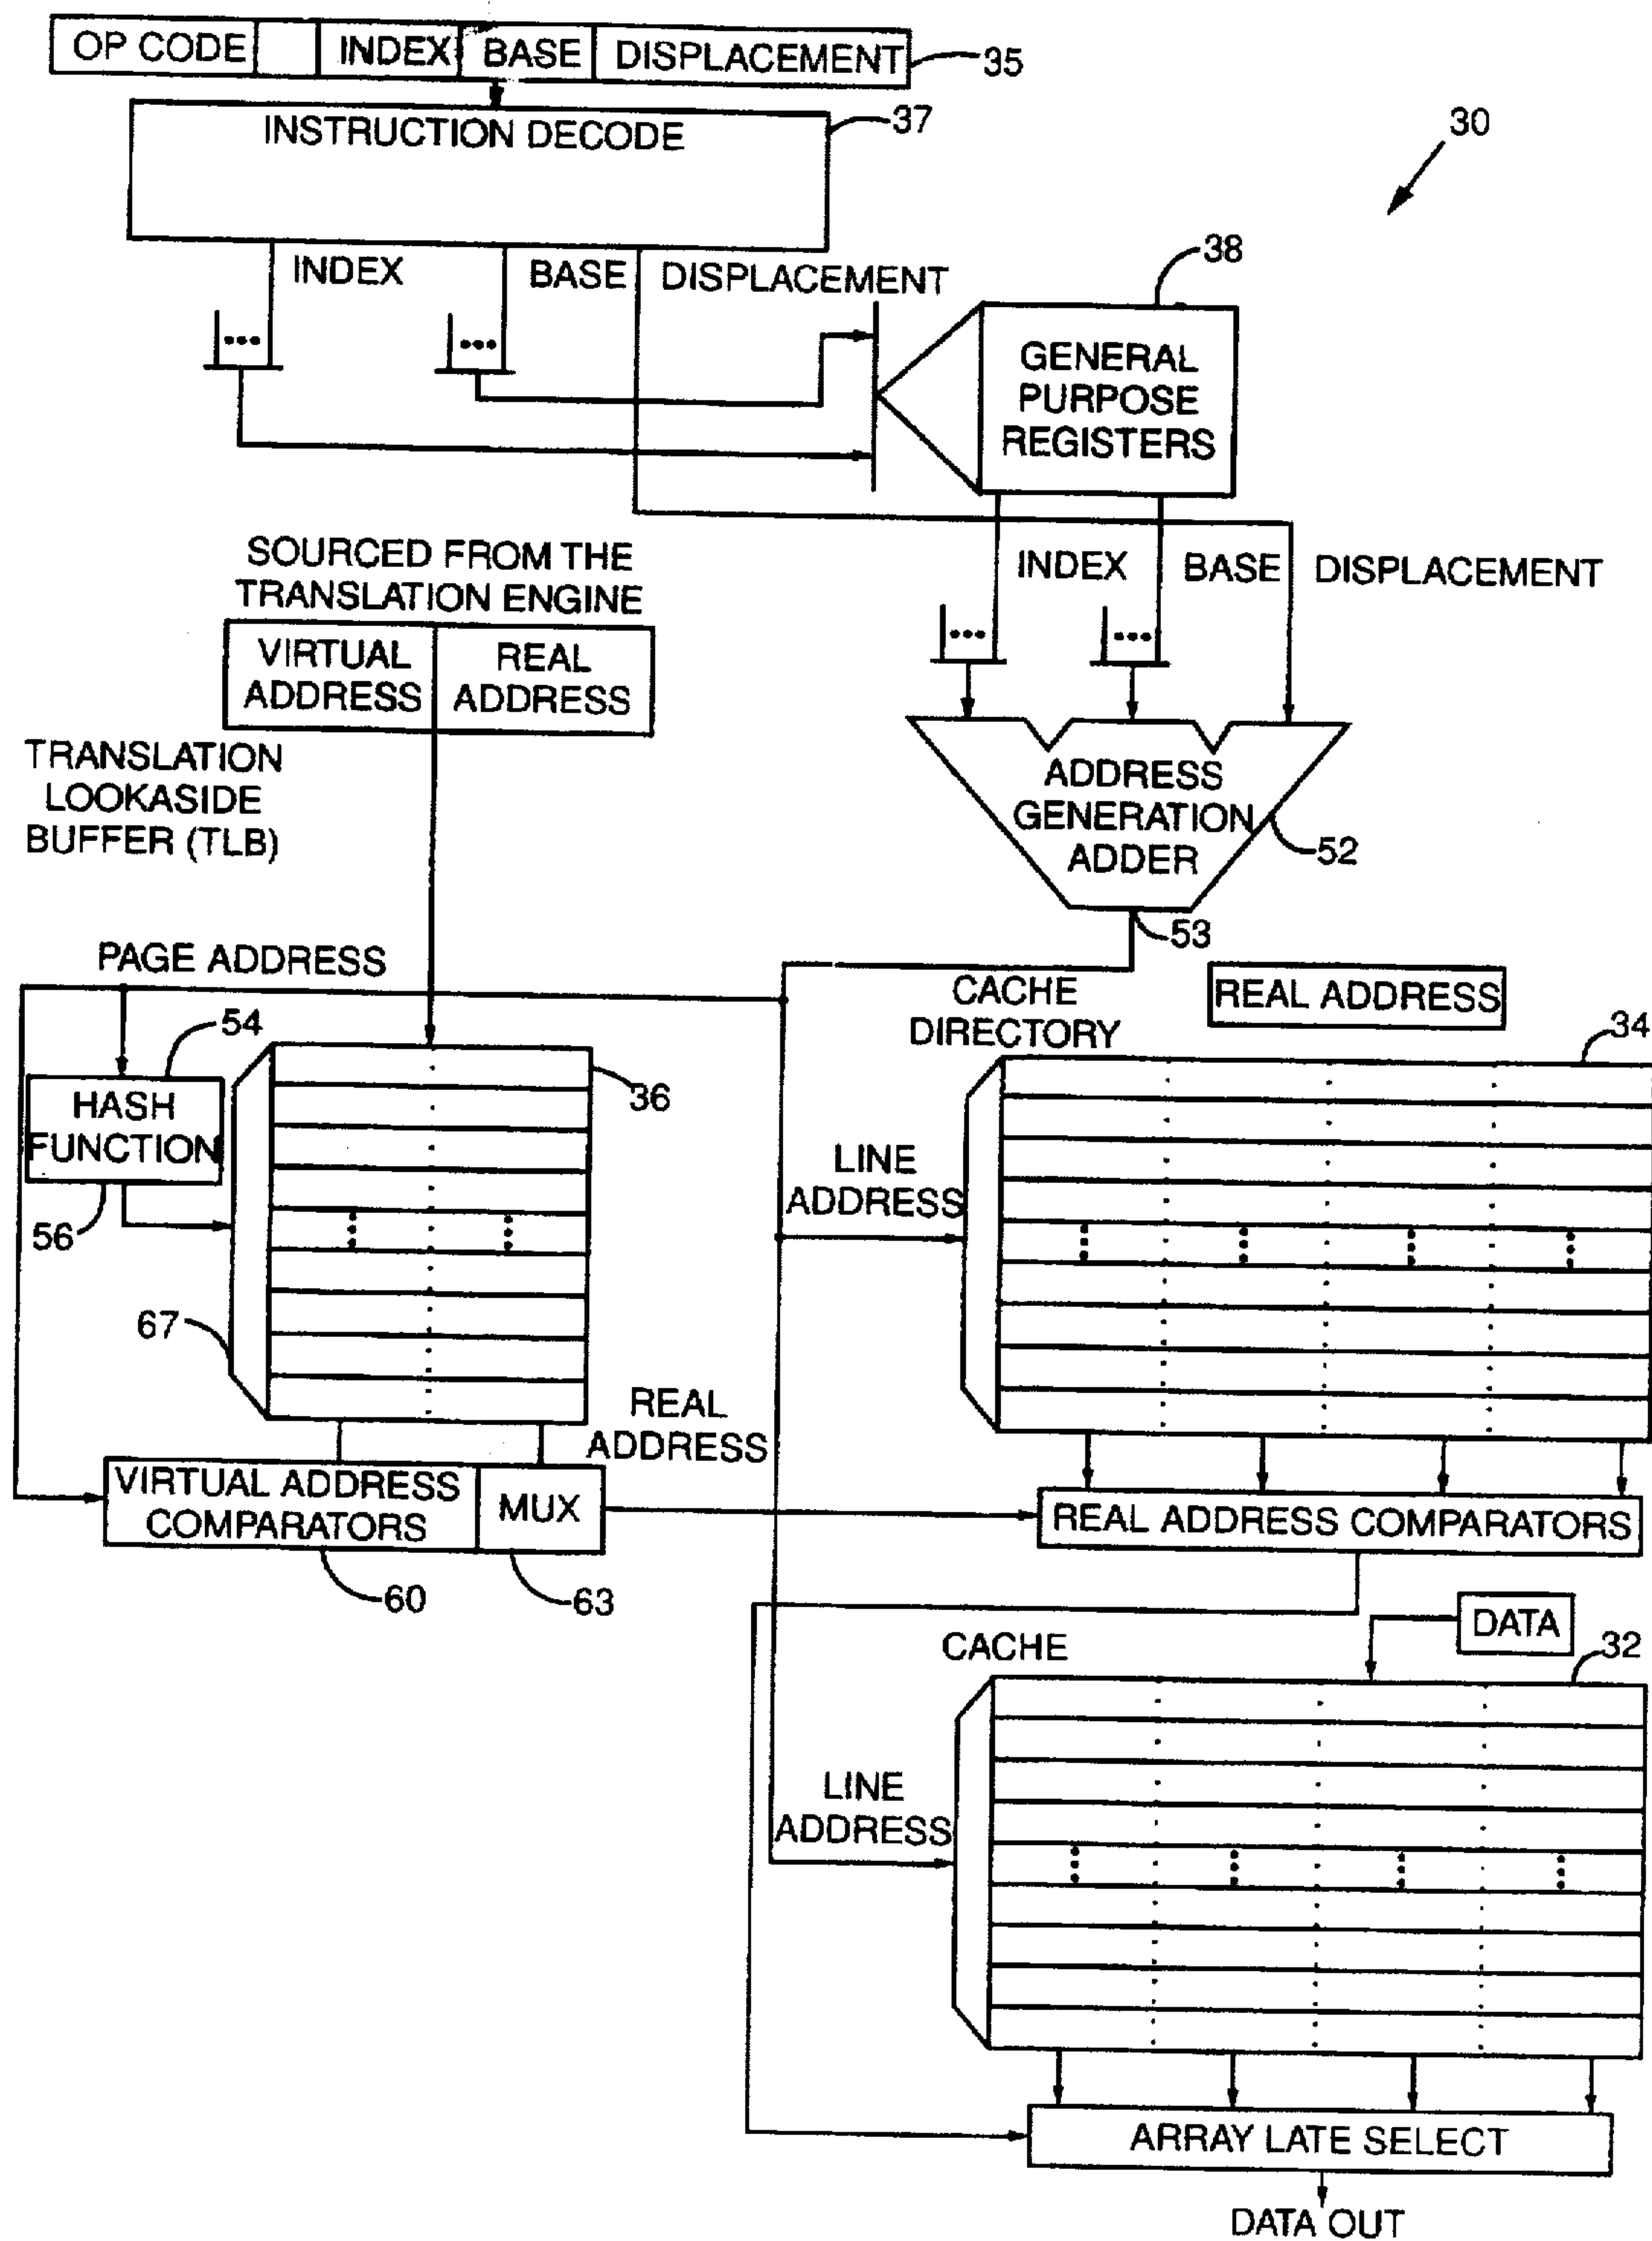 OP CODE INDEX BASE DISPLACEMENT 35
INSTRUCTION DECODE 37
30
INDEX BASE DISPLACEMENT
38
GENERAL
PURPOSE
REGISTERS
SOURCED FROM THE
TRANSLATION ENGINE
INDEX BASE DISPLACEMENT
VIRTUAL
ADDRESS
REAL
ADDRESS
TRANSLATION
LOOKASIDE
BUFFER (TLB)
ADDRESS
GENERATION
ADDER
52
53
PAGE ADDRESS
CACHE
DIRECTORY
REAL ADDRESS
54
34
HASH
FUNCTION
36
56
LINE
ADDRESS
67
REAL
ADDRESS
VIRTUAL ADDRESS
COMPARATORS
MUX
REAL ADDRESS COMPARATORS
60
63
DATA
CACHE
32
LINE
ADDRESS
ARRAY LATE SELECT
DATA OUT